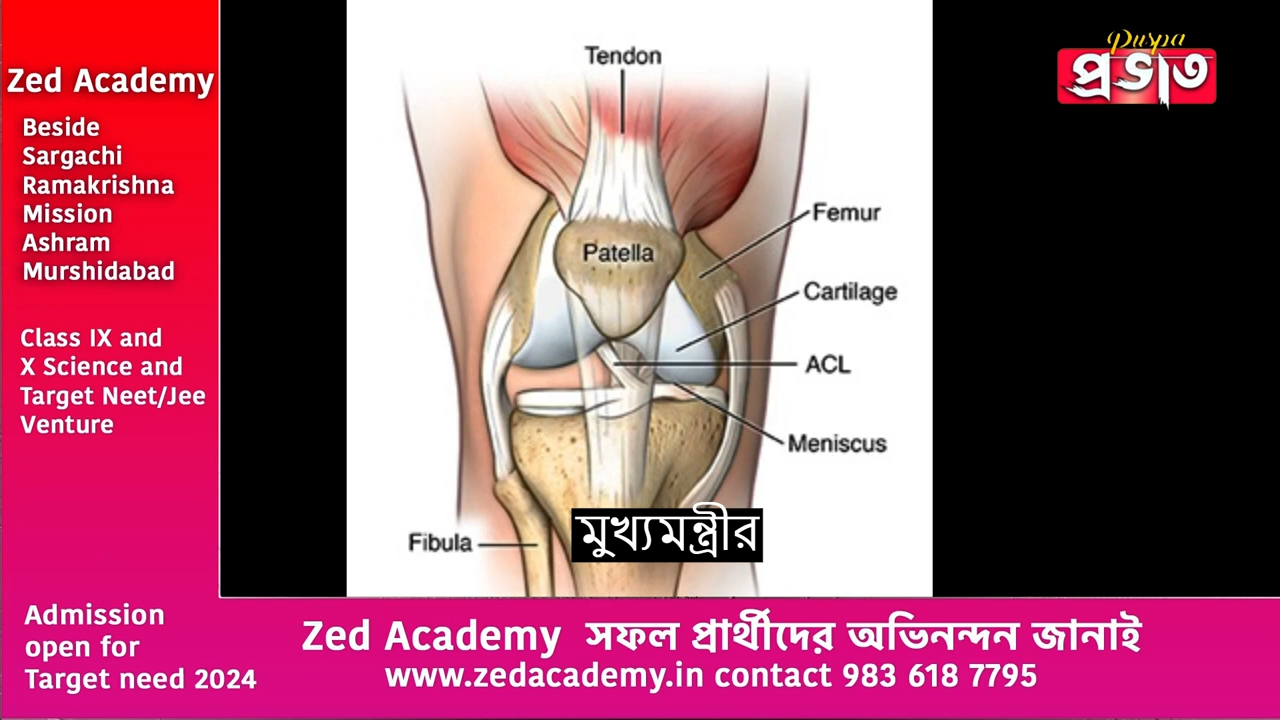 Zed Academy
Beside
Sargachi
Ramakrishna
Mission
Ashram
Murshidabad
Class IX and
X Science and
Target Neet/Jee
Venture
Admission
open for
Target need 2024
Tendon
Patella
Femur
Cartilage
ACL
Meniscus
Fibula
মুখ্যমন্ত্রীর
Puspa
প্রভাত
Zed Academy সফল প্রার্থীদের অভিনন্দন জানাই
www.zedacademy.in contact 983 618 7795